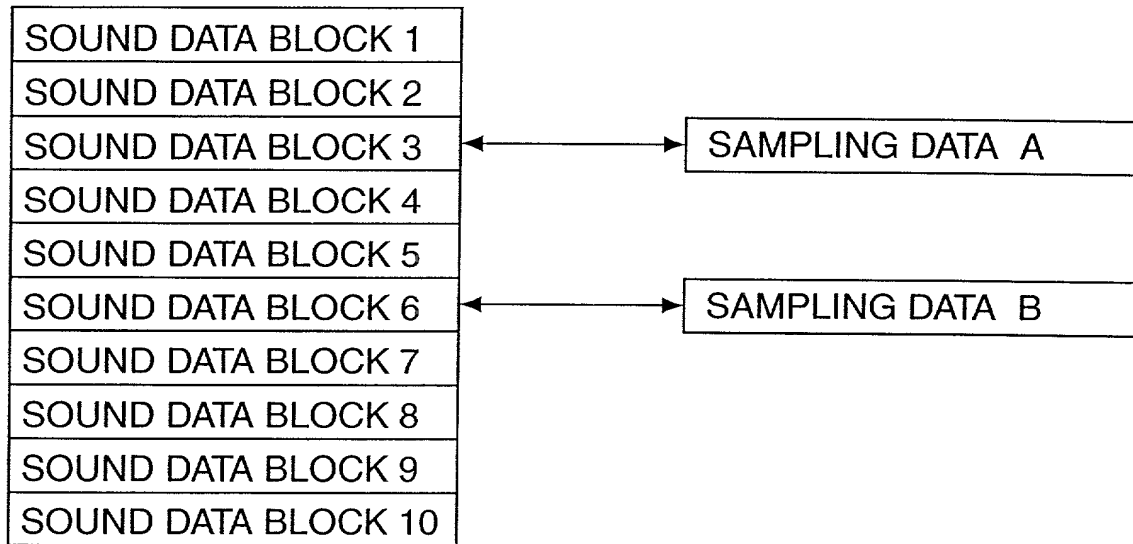 SOUND DATA BLOCK 1
SOUND DATA BLOCK 2
SOUND DATA BLOCK 3
SAMPLING DATA A
SOUND DATA BLOCK 4
SOUND DATA BLOCK 5
SOUND DATA BLOCK 6
SAMPLING DATA B
SOUND DATA BLOCK 7
SOUND DATA BLOCK 8
SOUND DATA BLOCK 9
SOUND DATA BLOCK 10